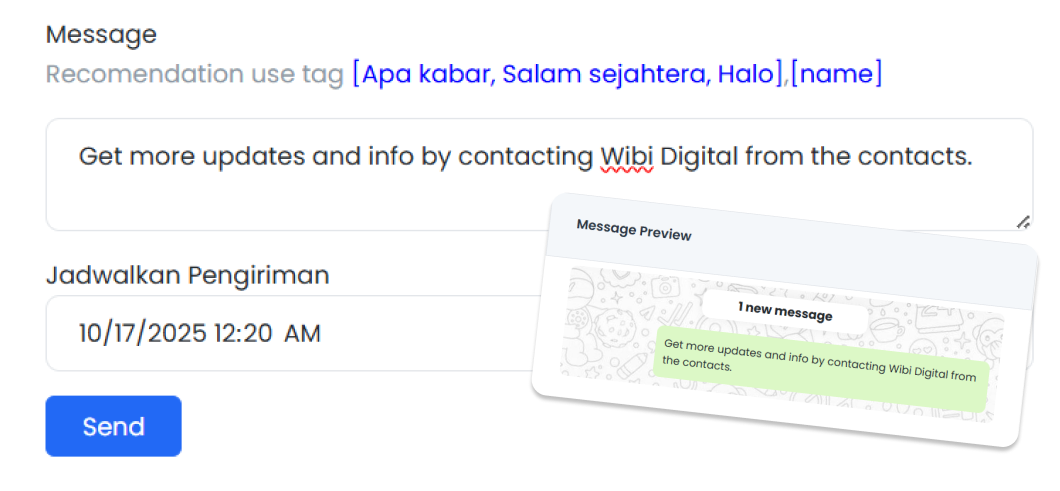 Message
Recomendation use tag [Apa kabar, Salam sejahtera, Halo],[name]
Get more updates and info by contacting Wibi Digital from the contacts.
Jadwalkan Pengiriman
10/17/2025 12:20 AM
Send
Message Preview
1 new message
Get more updates and info by contacting Wibi Digital from
the contacts.